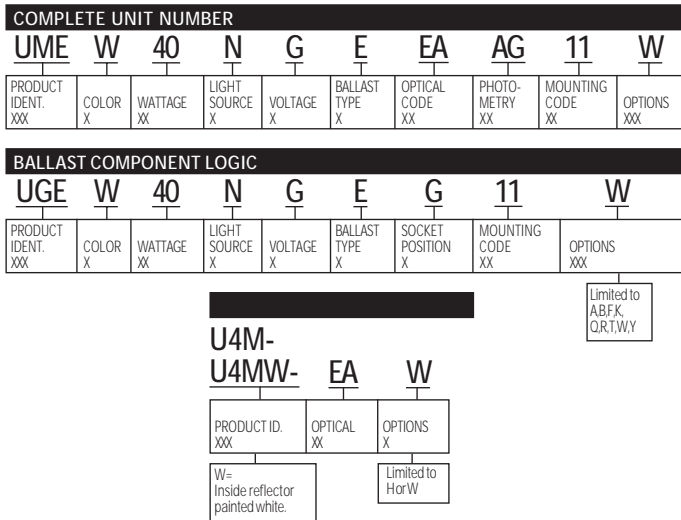 COMPLETE UNIT NUMBER
UME W 40 N G E EA AG 11 W
PRODUCT IDENT. XXX
COLOR X
WATTAGE XX
LIGHT SOURCE X
VOLTAGE X
BALLAST TYPE X
OPTICAL CODE XX
PHOTO- METRY XX
MOUNTING CODE XX
OPTIONS XXX
BALLAST COMPONENT LOGIC
UGE W 40 N G E G 11 W
PRODUCT IDENT. XXX
COLOR X
WATTAGE XX
LIGHT SOURCE X
VOLTAGE X
BALLAST TYPE X
SOCKET POSITION X
MOUNTING CODE XX
OPTIONS XXX
Limited to
A,B,F,K,
Q,R,T,W,Y
U4M-
U4MW- EA W
PRODUCT ID. XXX
OPTICAL XX
OPTIONS X
W=
Inside reflector
painted white.
Limited to
H or W